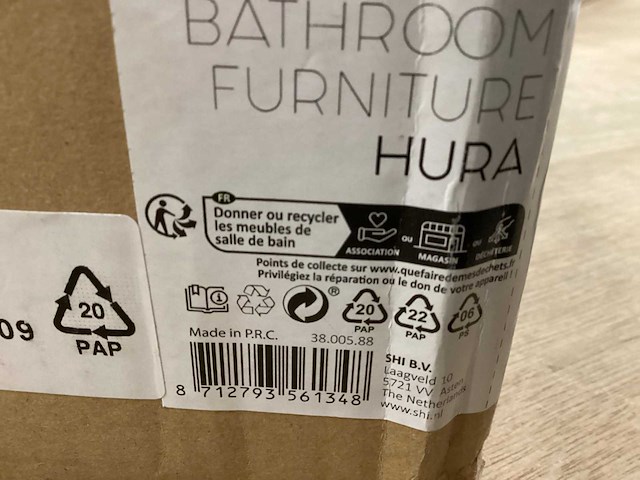 BATHROOM
FURNITURE
HURA
FR
Donner ou recycler
les meubles de
salle de bain
ASSOCIATION
ou
MAGASIN
ou
DÉCHÈTERIE
Points de collecte sur www.quefairedemesdechets.fr
Privilégiez la réparation ou le don de votre appareil !
®
20
PAP
22
PAP
06
PS
Made in P.R.C.
38.005.88
8 712793 561348
SHI B.V.
Laagveld 10
5721 VV Asten
The Netherlands
www.shi.nl
09
20
PAP